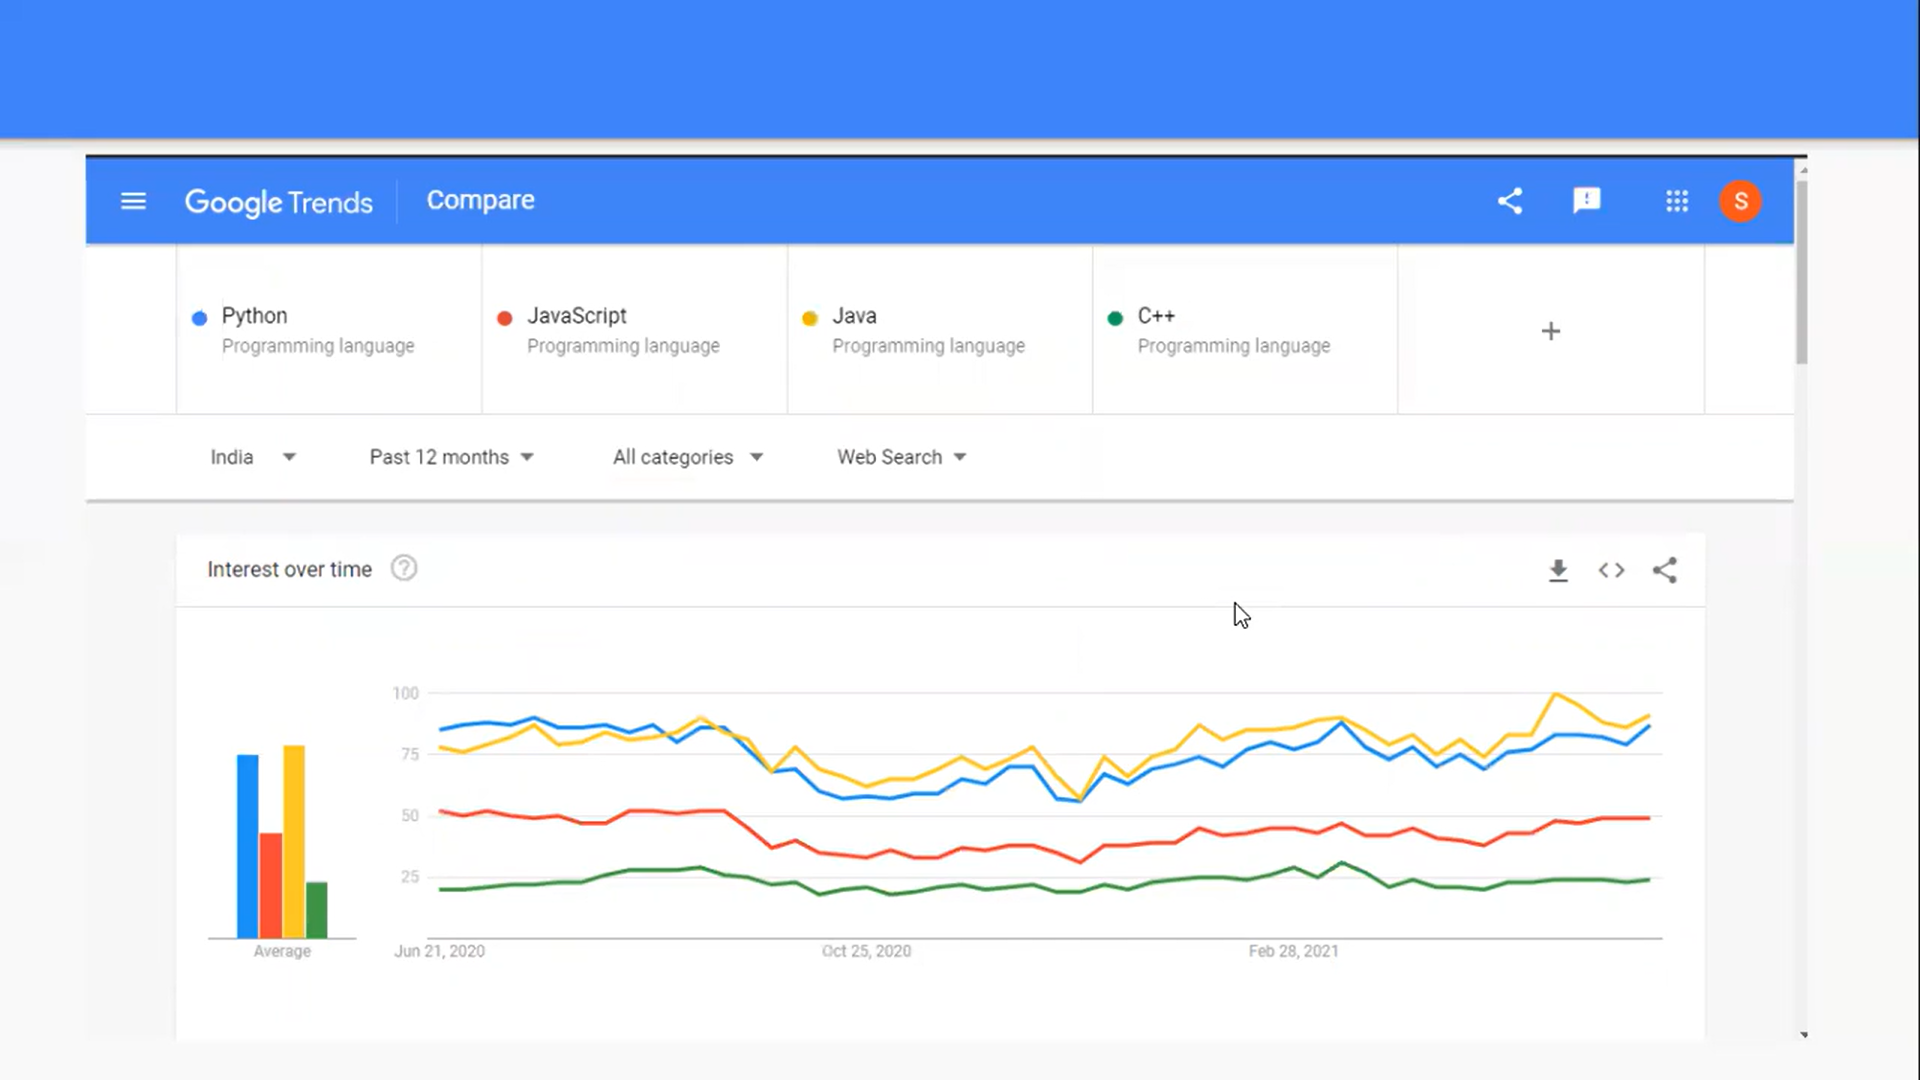 Google Trends Compare S
Python JavaScript Java C++
Programming language Programming language Programming language Programming language
India Past 12 months All categories Web Search
Interest over time
100
75
50
25
Average Jun 21, 2020 Oct 25, 2020 Feb 28, 2021